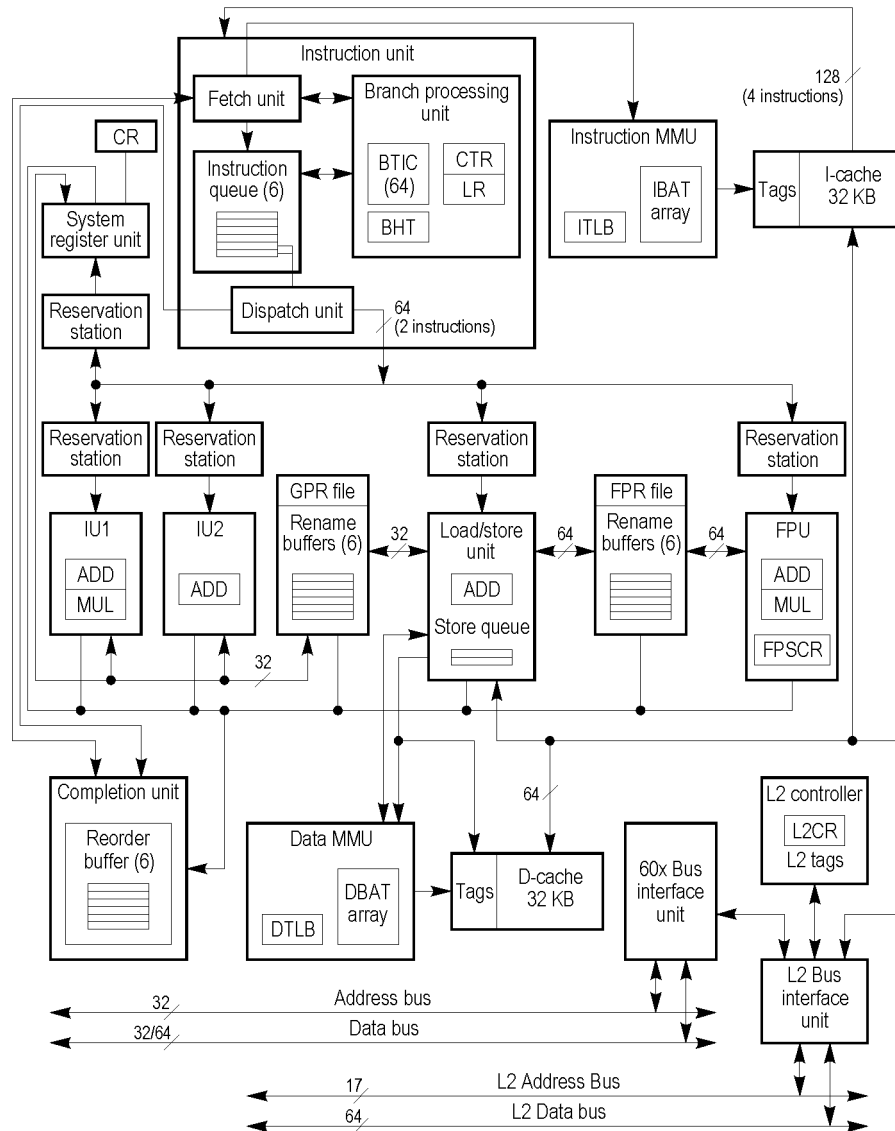 Instruction unit
Fetch unit
Branch processing
unit
BTIC
(64)
CTR
LR
BHT
Instruction
queue (6)
Dispatch unit
64
(2 instructions)
128
(4 instructions)
Instruction MMU
ITLB
IBAT
array
Tags
I-cache
32 KB
CR
System
register unit
Reservation
station
Reservation
station
Reservation
station
Reservation
station
Reservation
station
IU1
ADD
MUL
IU2
ADD
GPR file
Rename
buffers (6)
32
Load/store
unit
ADD
Store queue
64
FPR file
Rename
buffers (6)
64
FPU
ADD
MUL
FPSCR
32
Completion unit
Reorder
buffer (6)
Data MMU
DTLB
DBAT
array
64
Tags
D-cache
32 KB
60x Bus
interface
unit
L2 controller
L2CR
L2 tags
L2 Bus
interface
unit
32
Address bus
32/64
Data bus
17
L2 Address Bus
64
L2 Data bus